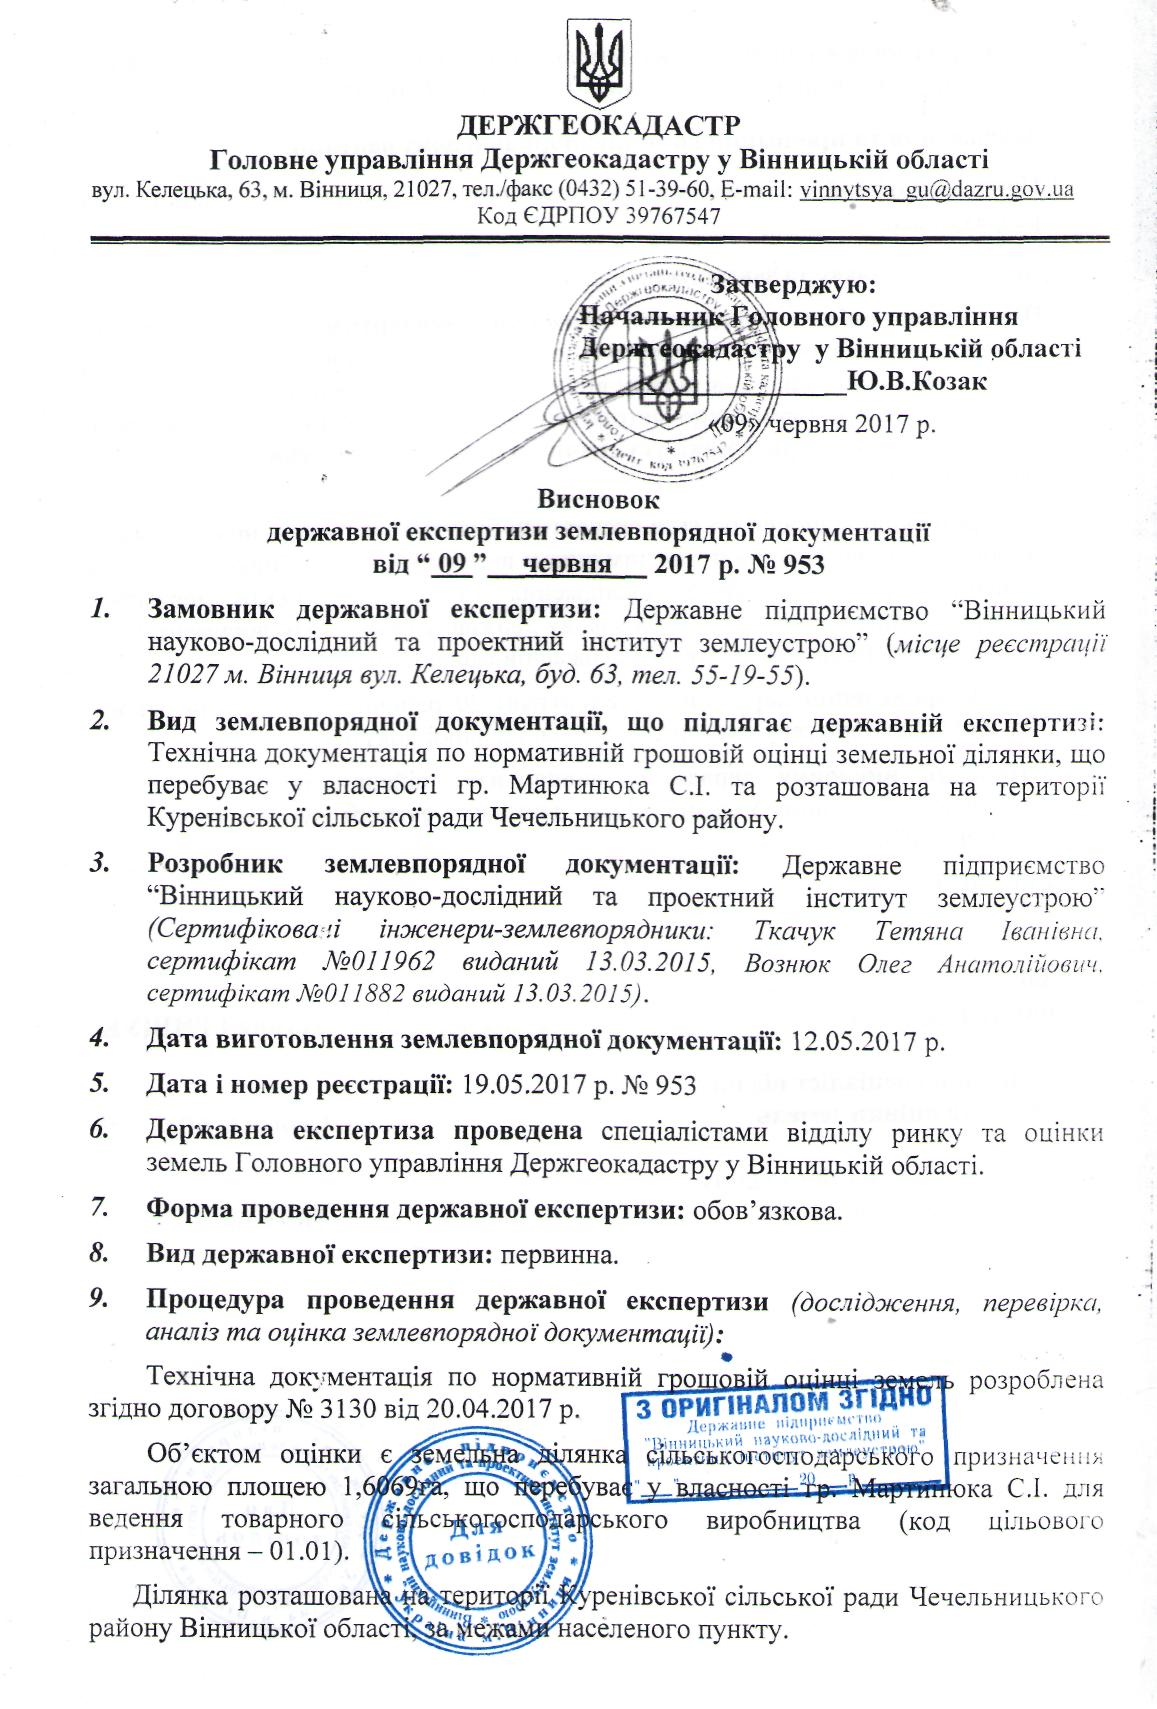 ДЕРЖГЕОКАДАСТР
Головне управління Держгеокадастру у Вінницькій області
вул. Келецька, 63, м. Вінниця, 21027, тел./факс (0432) 51-39-60, E-mail: vinnytsya_gu@dazru.gov.ua
Код ЄДРПОУ 39767547
Затверджую:
Начальник Головного управління
Держгеокадастру у Вінницькій області
Ю.В.Козак
«09» червня 2017 р.
Висновок
державної експертизи землевпорядної документації
від “ 09 ” червня 2017 р. № 953
1. Замовник державної експертизи: Державне підприємство “Вінницький
науково-дослідний та проектний інститут землеустрою” (місце реєстрації
21027 м. Вінниця вул. Келецька, буд. 63, тел. 55-19-55).
2. Вид землевпорядної документації, що підлягає державній експертизі:
Технічна документація по нормативній грошовій оцінці земельної ділянки, що
перебуває у власності гр. Мартинюка С.І. та розташована на території
Куренівської сільської ради Чечельницького району.
3. Розробник землевпорядної документації: Державне підприємство
“Вінницький науково-дослідний та проектний інститут землеустрою”
(Сертифіковані інженери-землевпорядники: Ткачук Тетяна Іванівна,
сертифікат №011962 виданий 13.03.2015, Вознюк Олег Анатолійович,
сертифікат №011882 виданий 13.03.2015).
4. Дата виготовлення землевпорядної документації: 12.05.2017 р.
5. Дата і номер реєстрації: 19.05.2017 р. № 953
6. Державна експертиза проведена спеціалістами відділу ринку та оцінки
земель Головного управління Держгеокадастру у Вінницькій області.
7. Форма проведення державної експертизи: обов’язкова.
8. Вид державної експертизи: первинна.
9. Процедура проведення державної експертизи (дослідження, перевірка,
аналіз та оцінка землевпорядної документації):
Технічна документація по нормативній грошовій оцінці земель розроблена
згідно договору № 3130 від 20.04.2017 р.
З ОРИГІНАЛОМ ЗГІДНО
Державне підприємство
"Вінницький науково-дослідний та
проектний інститут землеустрою"
20 р.
Об’єктом оцінки є земельна ділянка сільськогосподарського призначення
загальною площею 1,6069га, що перебуває у власності гр. Мартинюка С.І. для
ведення товарного сільськогосподарського виробництва (код цільового
призначення – 01.01).
Для
довідок
Ділянка розташована на території Куренівської сільської ради Чечельницького
району Вінницької області, за межами населеного пункту.